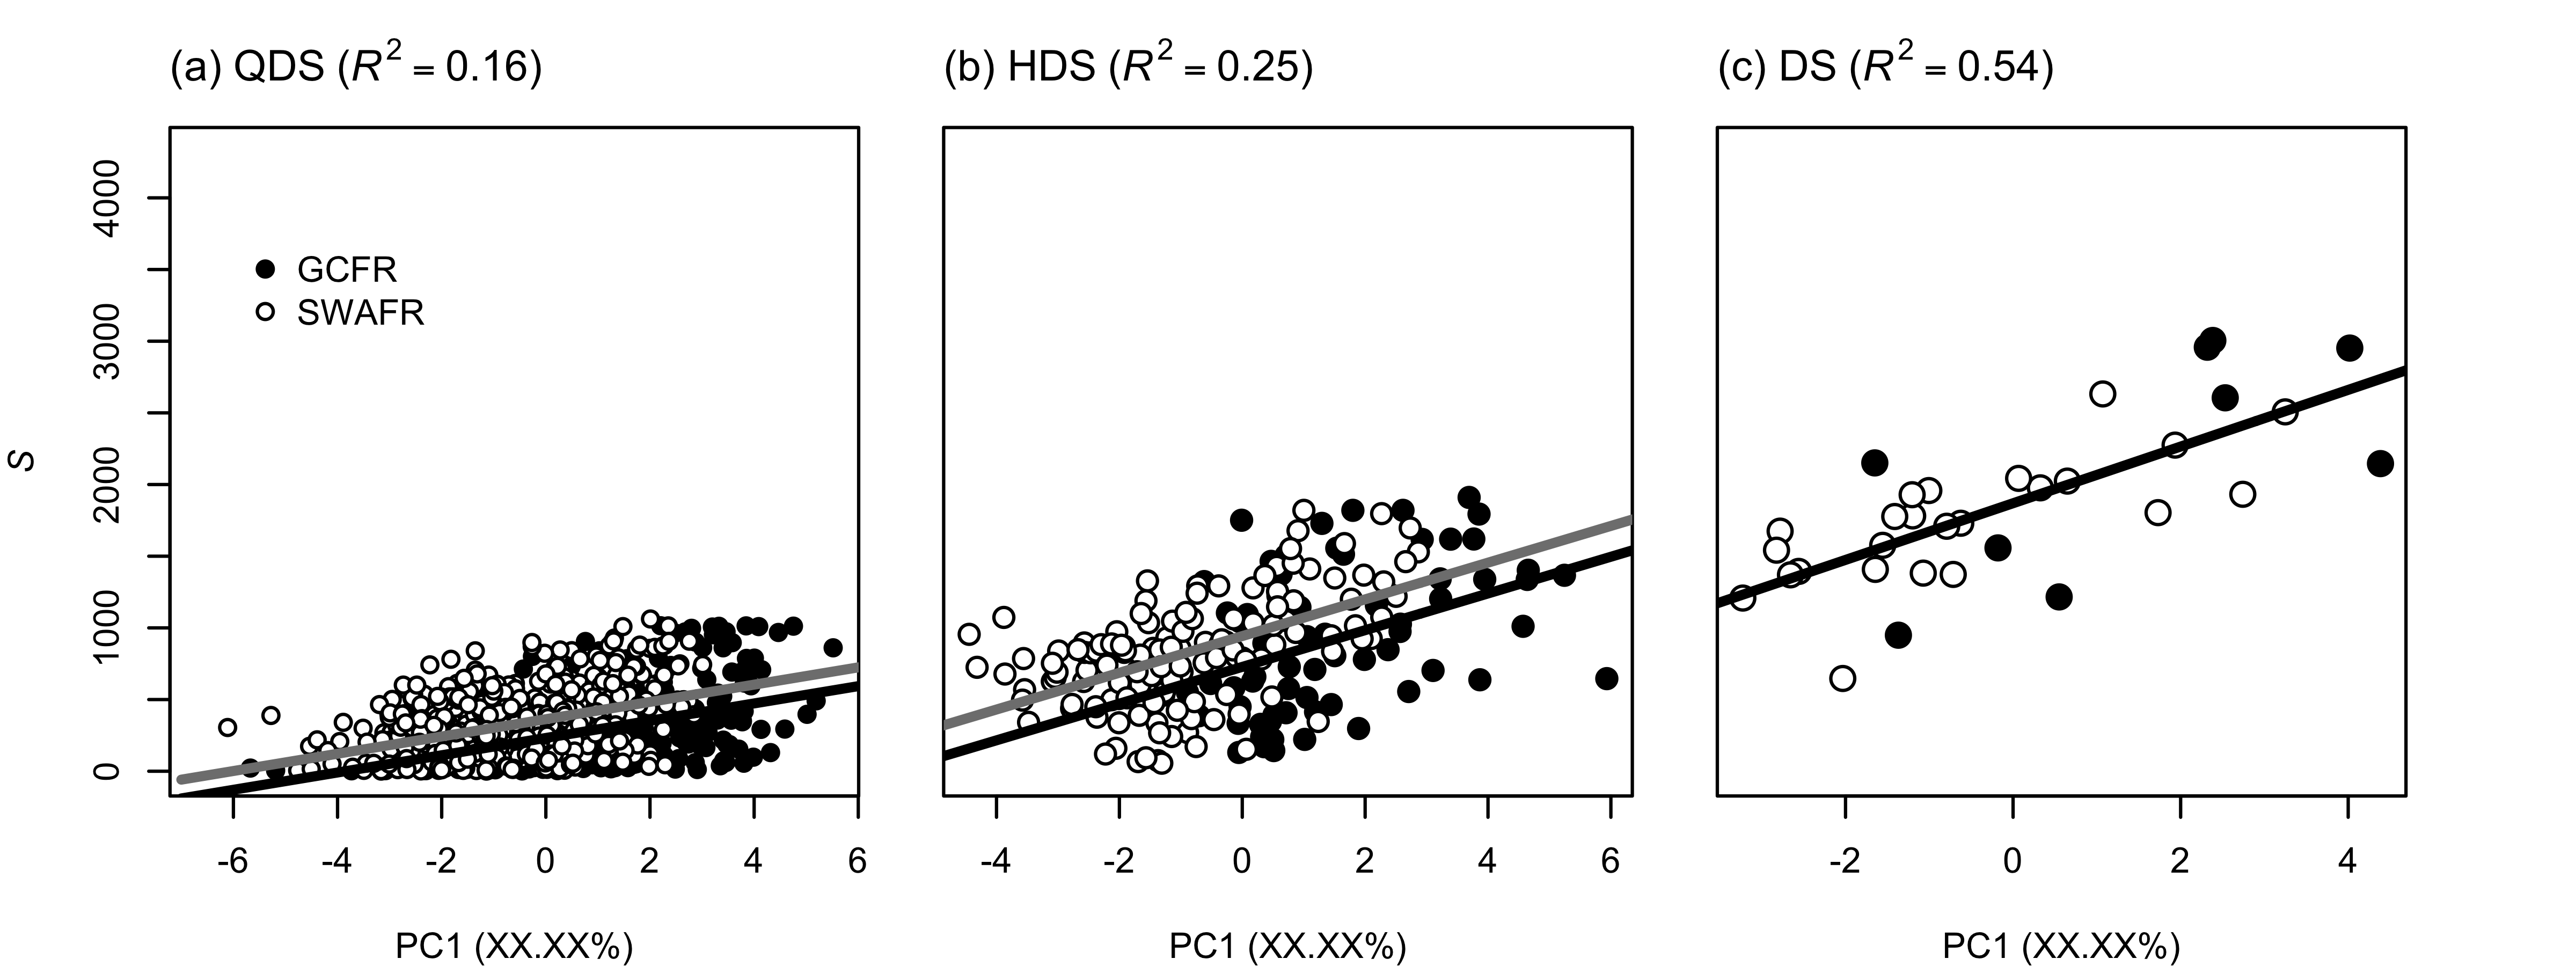 (a) QDS (R² = 0.16)
(b) HDS (R² = 0.25)
(c) DS (R² = 0.54)
S
0
1000
2000
3000
4000
GCFR
SWAFR
-6 -4 -2 0 2 4 6
-4 -2 0 2 4 6
-2 0 2 4
PC1 (XX.XX%)
PC1 (XX.XX%)
PC1 (XX.XX%)